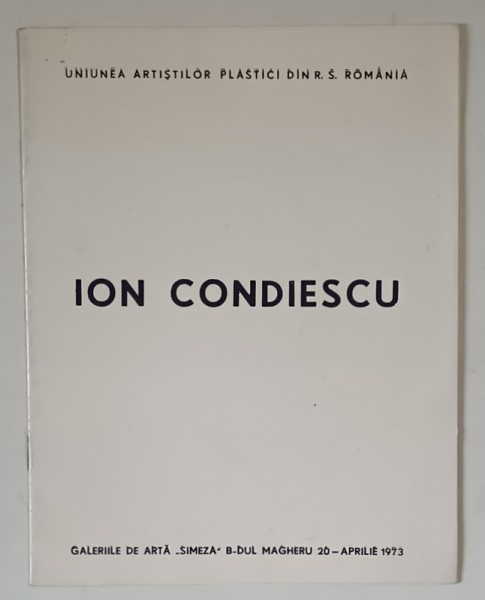 UNIUNEA ARTIȘTILOR PLASTICI DIN R. S. ROMÂNIA
ION CONDIESCU
GALERIILE DE ARTĂ „SIMEZA" B-DUL MAGHERU 20 – APRILIE 1973